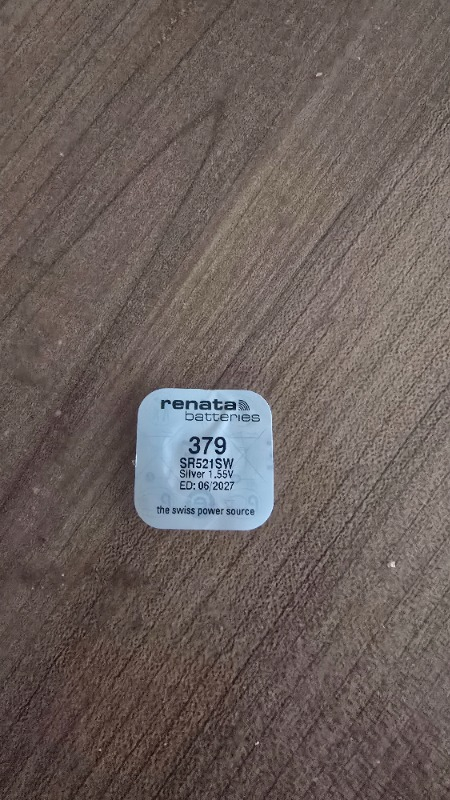 renata
batteries
379
SR521SW
Silver 1.55V
ED: 06/2027
the swiss power source